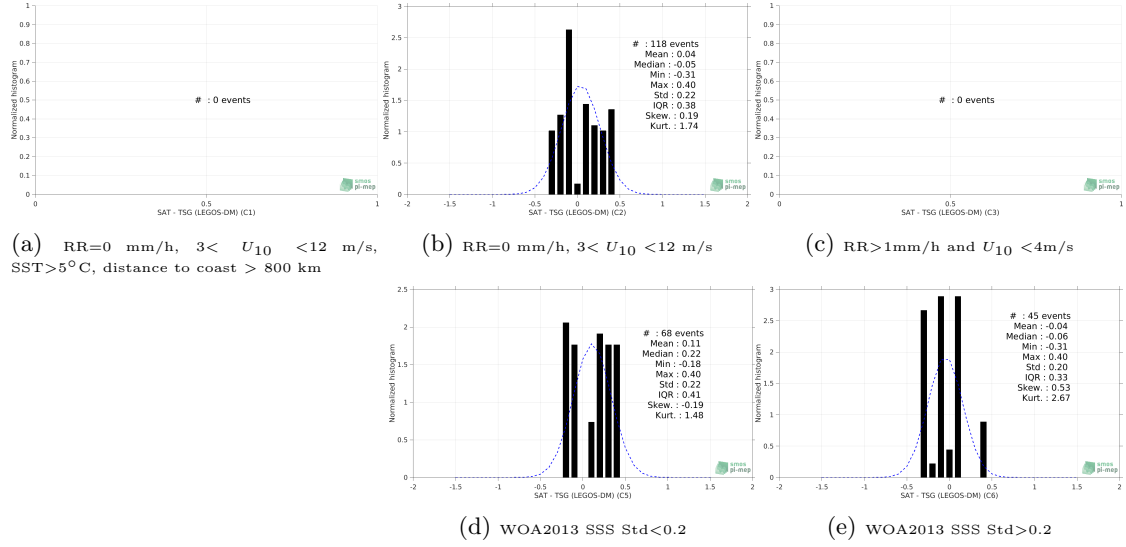 1
0.9
0.8
0.7
0.6
0.5
0.4
0.3
0.2
0.1
0
Normalized histogram
# : 0 events
smos
pi-mep
0 0.5 1
SAT - TSG (LEGOS-DM) (C1)
(a) RR=0 mm/h, 3< U10 <12 m/s,
SST>5°C, distance to coast > 800 km
3
2.5
2
1.5
1
0.5
0
Normalized histogram
# : 118 events
Mean : 0.04
Median : -0.05
Min : -0.31
Max : 0.40
Std : 0.22
IQR : 0.38
Skew. : 0.19
Kurt. : 1.74
smos
pi-mep
-2 -1.5 -1 -0.5 0 0.5 1 1.5 2
SAT - TSG (LEGOS-DM) (C2)
(b) RR=0 mm/h, 3< U10 <12 m/s
1
0.9
0.8
0.7
0.6
0.5
0.4
0.3
0.2
0.1
0
Normalized histogram
# : 0 events
smos
pi-mep
0 0.5 1
SAT - TSG (LEGOS-DM) (C3)
(c) RR>1mm/h and U10 <4m/s
2.5
2
1.5
1
0.5
0
Normalized histogram
# : 68 events
Mean : 0.11
Median : 0.22
Min : -0.18
Max : 0.40
Std : 0.22
IQR : 0.41
Skew. : -0.19
Kurt. : 1.48
smos
pi-mep
-2 -1.5 -1 -0.5 0 0.5 1 1.5 2
SAT - TSG (LEGOS-DM) (C5)
(d) WOA2013 SSS Std<0.2
3
2.5
2
1.5
1
0.5
0
Normalized histogram
# : 45 events
Mean : -0.04
Median : -0.06
Min : -0.31
Max : 0.40
Std : 0.20
IQR : 0.33
Skew. : 0.53
Kurt. : 2.67
smos
pi-mep
-2 -1.5 -1 -0.5 0 0.5 1 1.5 2
SAT - TSG (LEGOS-DM) (C6)
(e) WOA2013 SSS Std>0.2